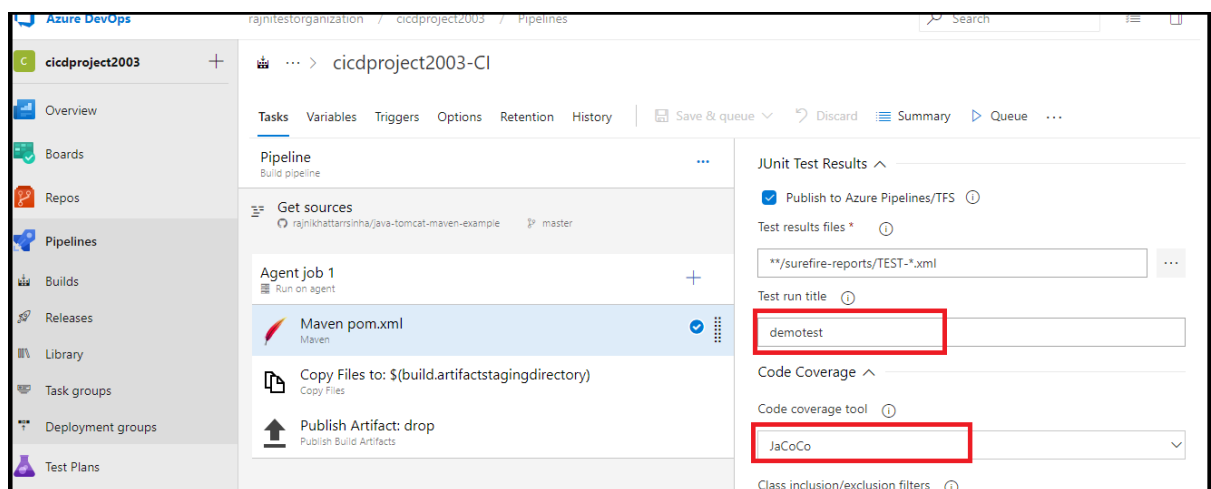 Azure DevOps
rajnitestorganization / cicdproject2003 / Pipelines
Search
C
cicdproject2003
cicdproject2003-CI
Overview
Boards
Repos
Pipelines
Builds
Releases
Library
Task groups
Deployment groups
Test Plans
Tasks Variables Triggers Options Retention History
Save & queue Discard Summary Queue ...
Pipeline
Build pipeline
Get sources
rajnikhattarrsinha/java-tomcat-maven-example master
Agent job 1
Run on agent
Maven pom.xml
Maven
Copy Files to: $(build.artifactstagingdirectory)
Copy Files
Publish Artifact: drop
Publish Build Artifacts
JUnit Test Results
Publish to Azure Pipelines/TFS
Test results files *
**/surefire-reports/TEST-*.xml
Test run title
demotest
Code Coverage
Code coverage tool
JaCoCo
Class inclusion/exclusion filters